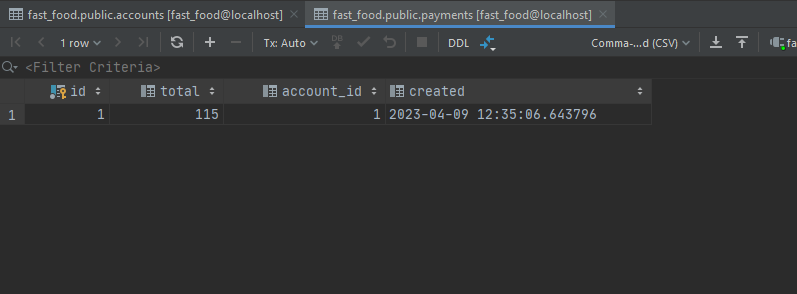 fast_food.public.accounts [fast_food@localhost] fast_food.public.payments [fast_food@localhost]
1 row Tx: Auto DB DDL Comma-...d (CSV) fa
<Filter Criteria>
id total account_id created
1 1 115 1 2023-04-09 12:35:06.643796